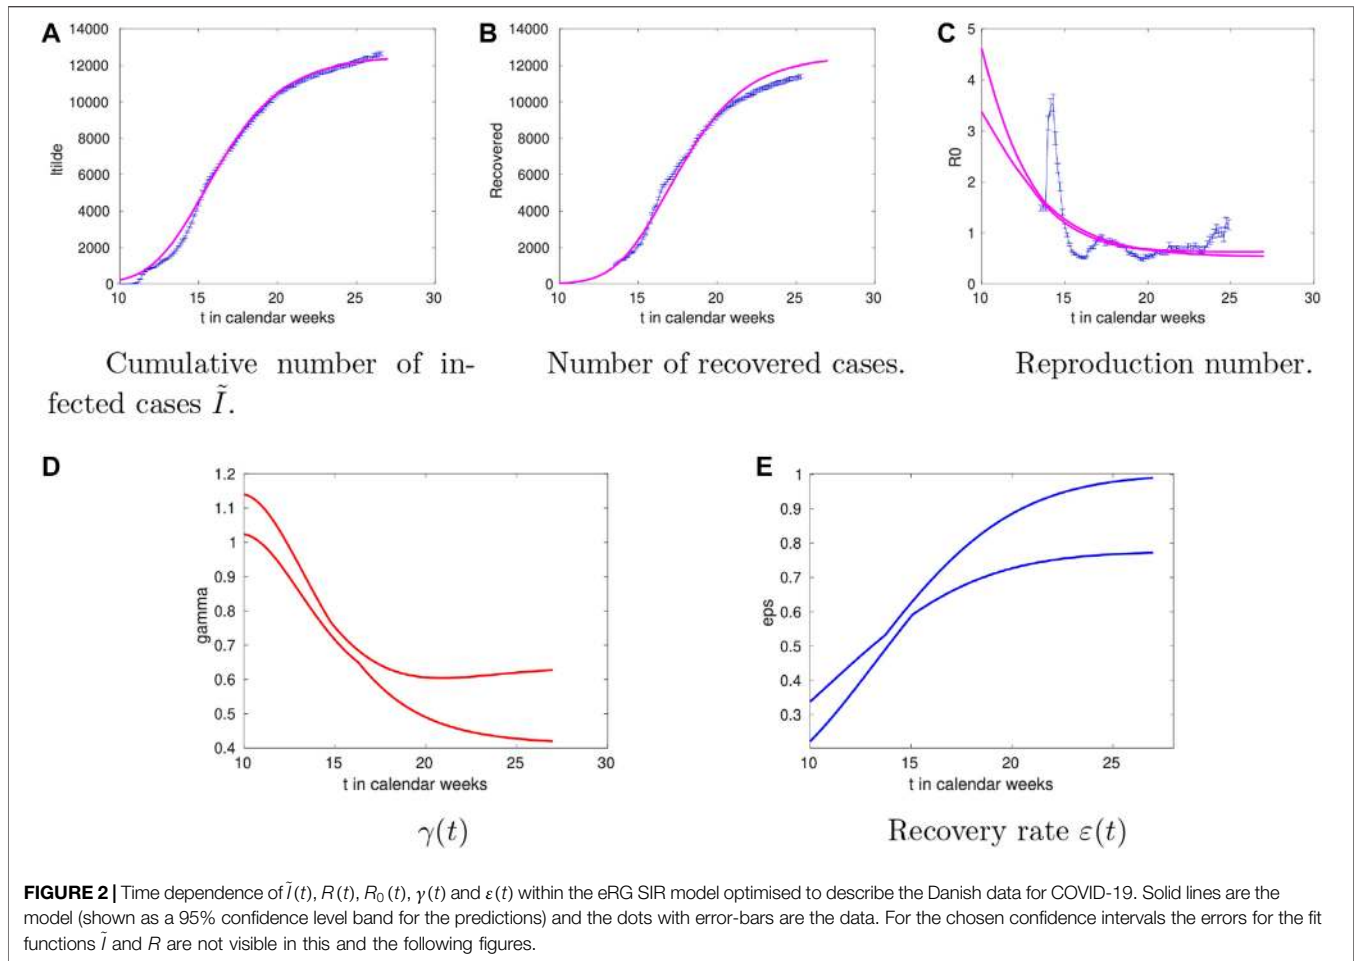 A
14000
12000
10000
8000
6000
4000
2000
0
Itilde
10 15 20 25 30
t in calendar weeks
Cumulative number of in-
fected cases Ĩ.
B
14000
12000
10000
8000
6000
4000
2000
0
Recovered
10 15 20 25 30
t in calendar weeks
Number of recovered cases.
C
5
4
3
2
1
0
R0
10 15 20 25 30
t in calendar weeks
Reproduction number.
D
1.2
1.1
1
0.9
0.8
0.7
0.6
0.5
0.4
gamma
10 15 20 25 30
t in calendar weeks
γ(t)
E
1
0.9
0.8
0.7
0.6
0.5
0.4
0.3
eps
10 15 20 25
t in calendar weeks
Recovery rate ε(t)
FIGURE 2 | Time dependence of Ĩ(t), R(t), R₀(t), γ(t) and ε(t) within the eRG SIR model optimised to describe the Danish data for COVID-19. Solid lines are the
model (shown as a 95% confidence level band for the predictions) and the dots with error-bars are the data. For the chosen confidence intervals the errors for the fit
functions Ĩ and R are not visible in this and the following figures.